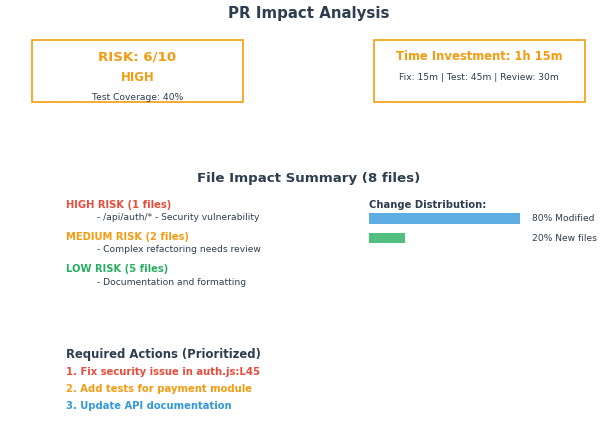 PR Impact Analysis
RISK: 6/10
HIGH
Test Coverage: 40%
Time Investment: 1h 15m
Fix: 15m | Test: 45m | Review: 30m
File Impact Summary (8 files)
HIGH RISK (1 files)
- /api/auth/* - Security vulnerability
MEDIUM RISK (2 files)
- Complex refactoring needs review
LOW RISK (5 files)
- Documentation and formatting
Change Distribution:
80% Modified
20% New files
Required Actions (Prioritized)
1. Fix security issue in auth.js:L45
2. Add tests for payment module
3. Update API documentation